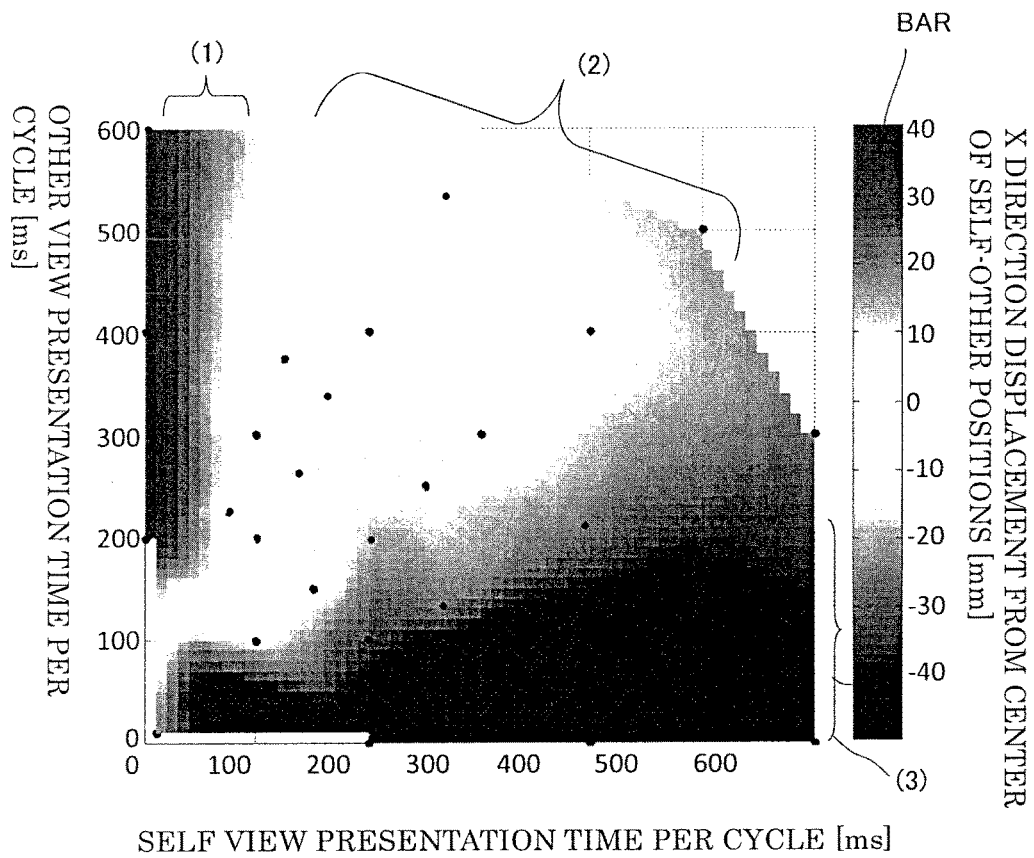 BAR
(1)
(2)
OTHER VIEW PRESENTATION TIME PER
CYCLE [ms]
600
500
400
300
200
100
0
0 100 200 300 400 500 600
SELF VIEW PRESENTATION TIME PER CYCLE [ms]
40
30
20
10
0
-10
-20
-30
-40
(3)
X DIRECTION DISPLACEMENT FROM CENTER
OF SELF-OTHER POSITIONS [mm]